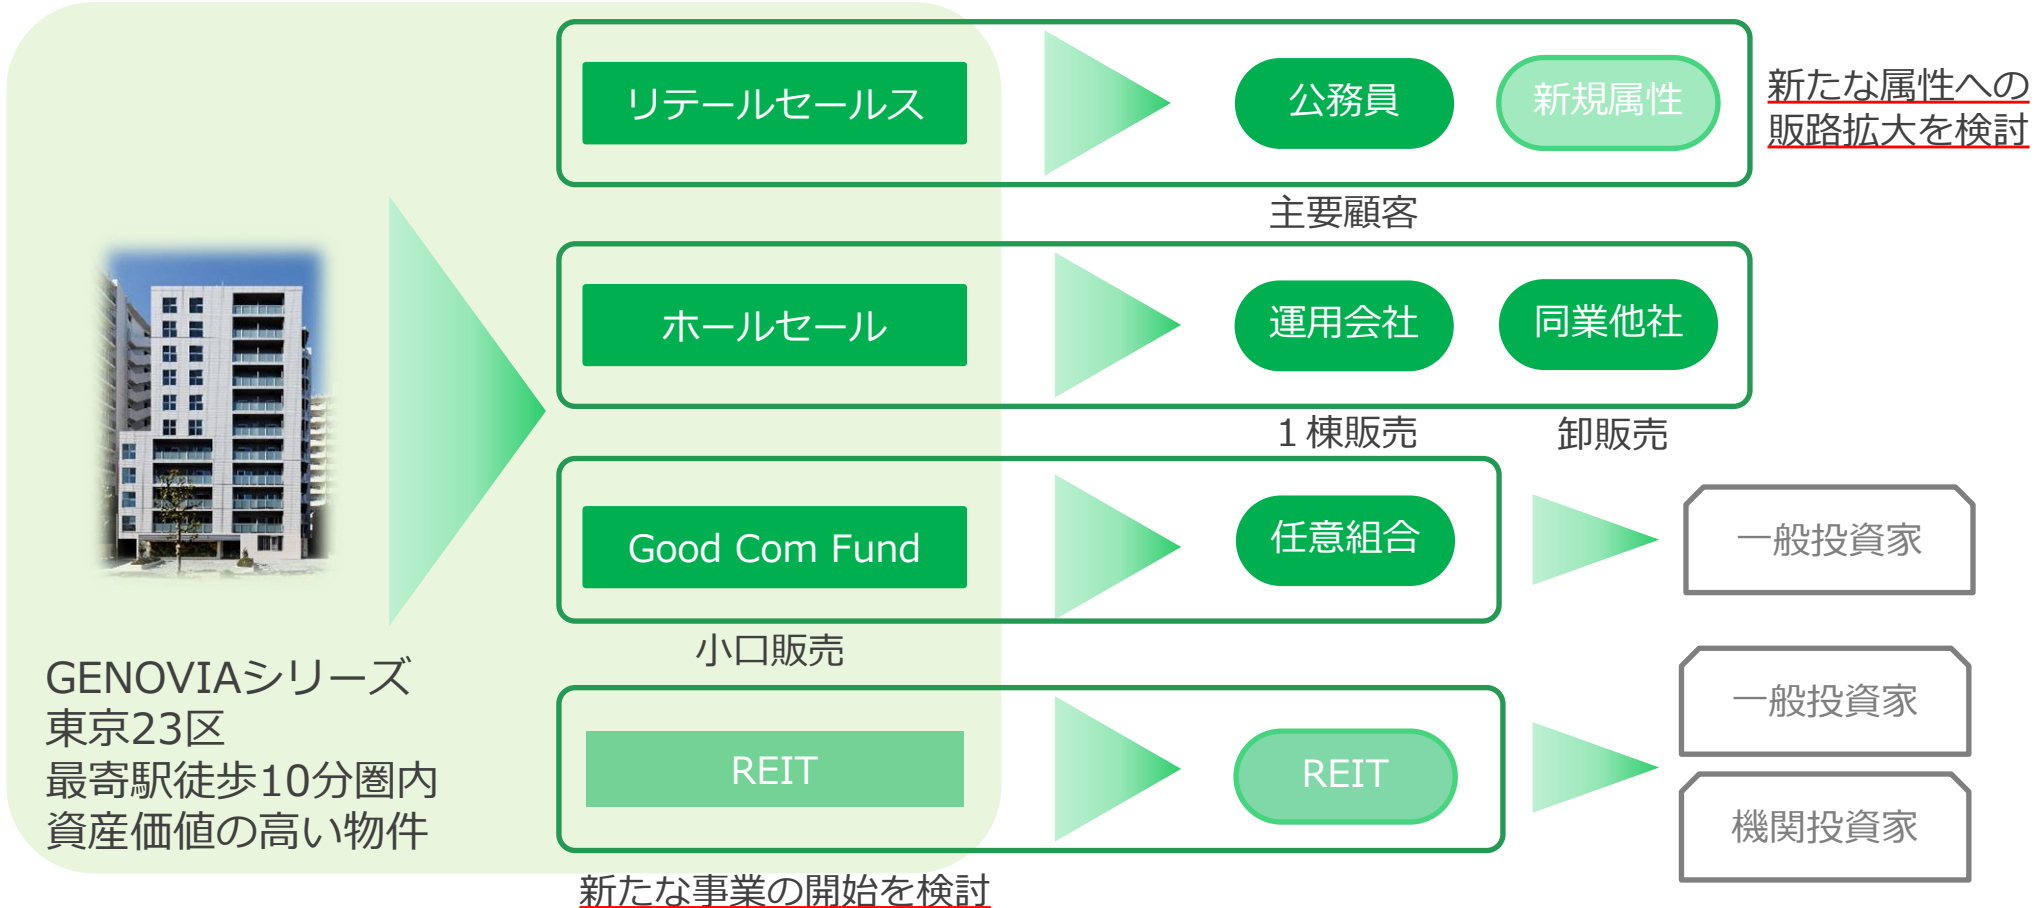 リテールセールス
公務員
新規属性
新たな属性への
販路拡大を検討
主要顧客
ホールセール
運用会社
同業他社
１棟販売
卸販売
Good Com Fund
任意組合
一般投資家
小口販売
GENOVIAシリーズ
東京23区
最寄駅徒歩10分圏内
資産価値の高い物件
REIT
REIT
一般投資家
機関投資家
新たな事業の開始を検討